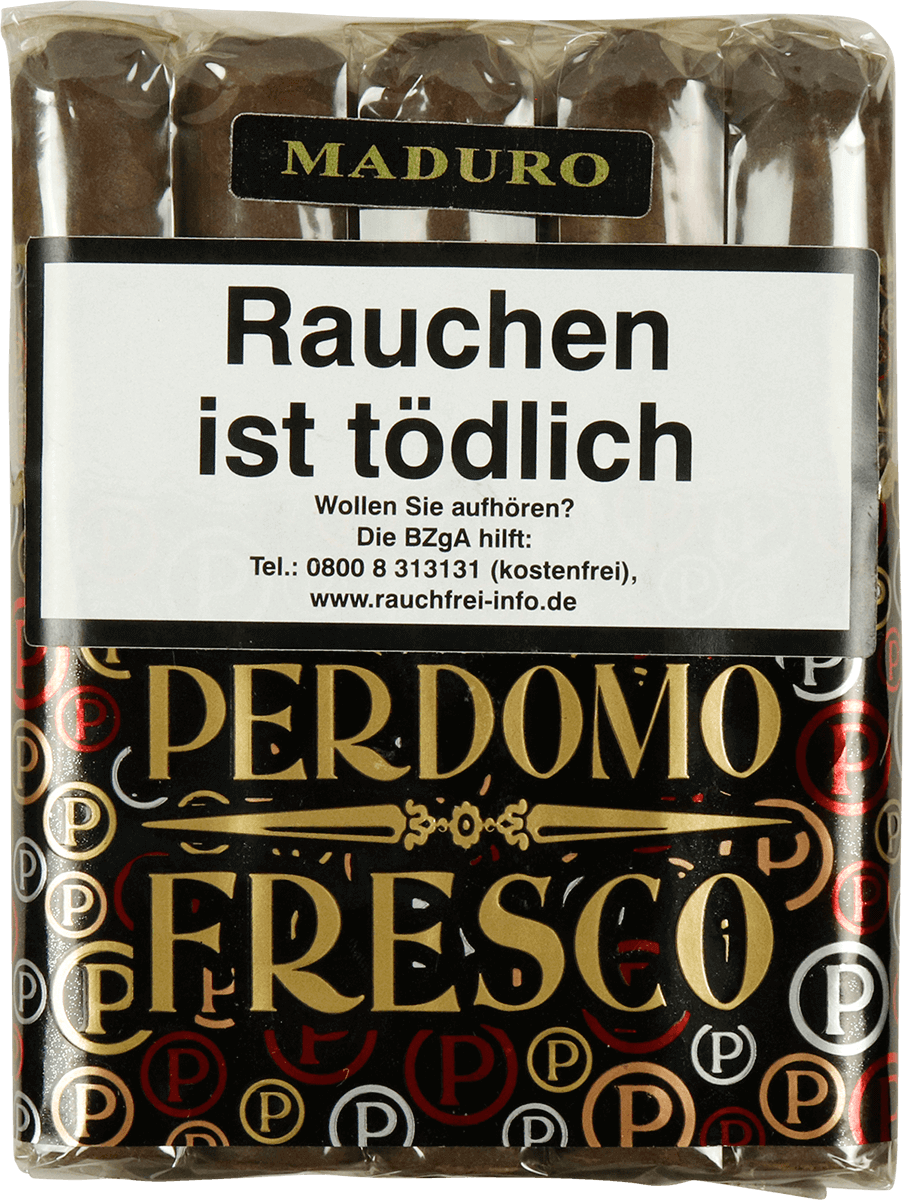 MADURO
Rauchen
ist tödlich
Wollen Sie aufhören?
Die BZgA hilft:
Tel.: 0800 8 313131 (kostenfrei),
www.rauchfrei-info.de
PERDOMO
FRESCO